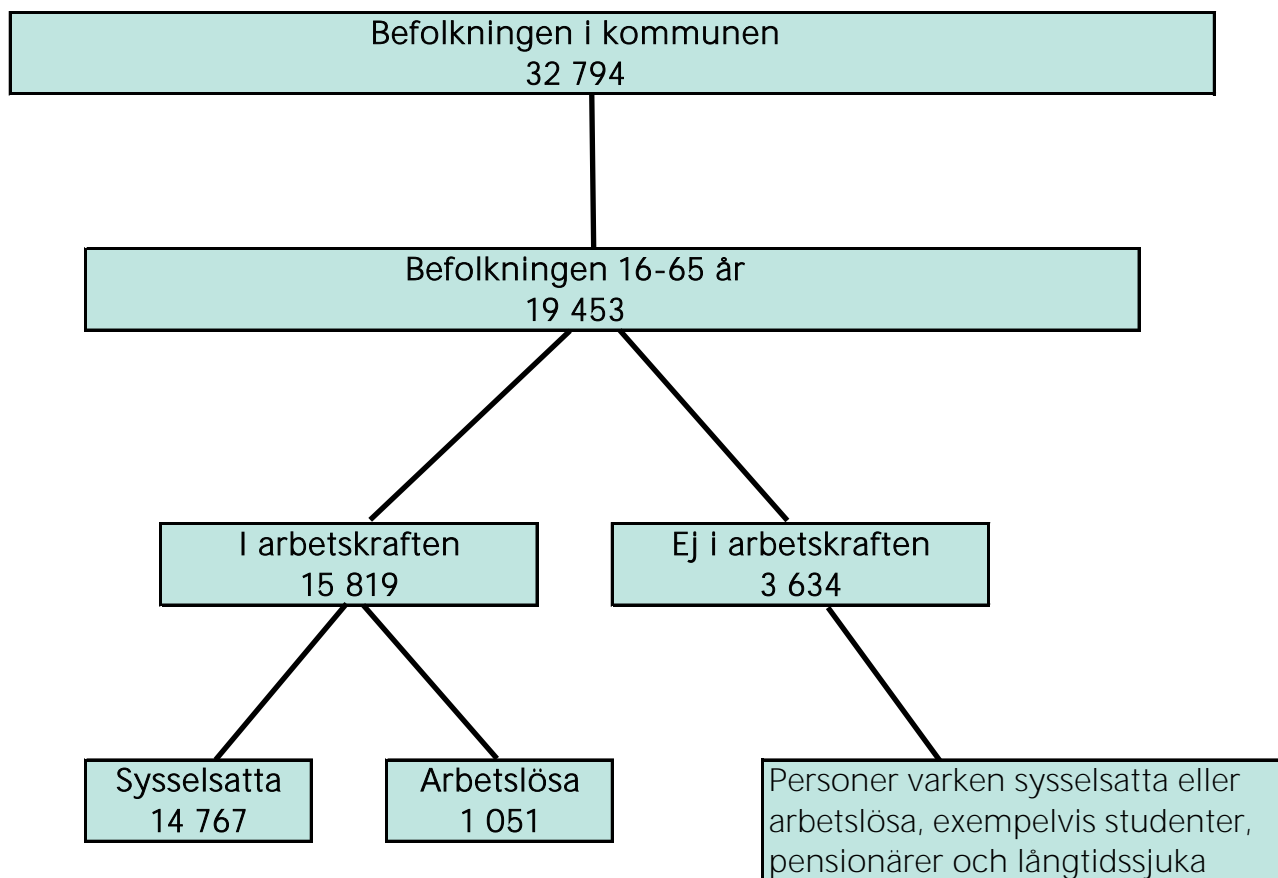 Befolkningen i kommunen
32 794
Befolkningen 16-65 år
19 453
I arbetskraften
15 819
Ej i arbetskraften
3 634
Sysselsatta
14 767
Arbetslösa
1 051
Personer varken sysselsatta eller
arbetslösa, exempelvis studenter,
pensionärer och långtidssjuka